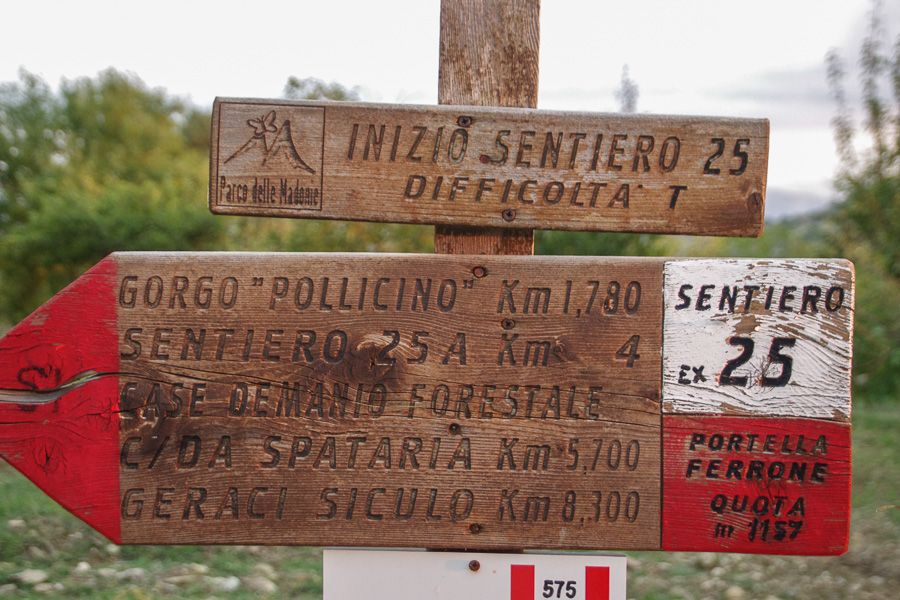 INIZIO SENTIERO 25
Parco delle Madonie
DIFFICOLTA' T
GORGO "POLLICINO" Km 1,780
SENTIERO 25 A Km 4
CASE DEMANIO FORESTALE
C/DA SPATARIA Km 5,700
GERACI SICULO Km 8,300
SENTIERO
EX 25
PORTELLA
FERRONE
QUOTA
m 1157
575